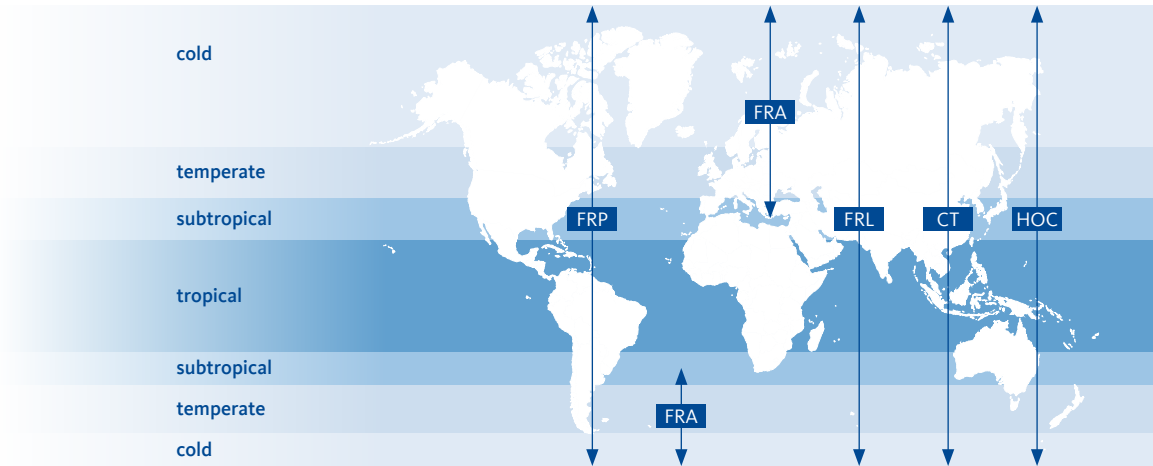 cold
FRA
temperate
subtropical
FRP
FRL
CT
HOC
tropical
subtropical
temperate
FRA
cold